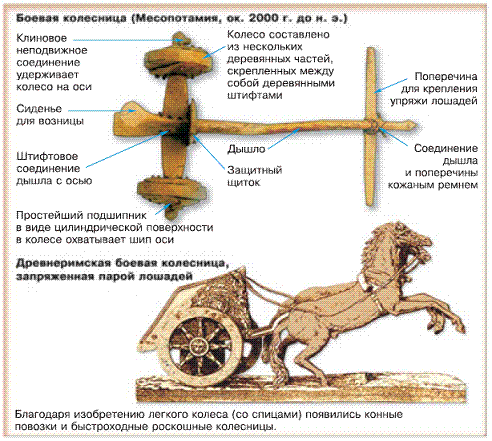 Боевая колесница (Месопотамия, ок. 2000 г. до н. э.)
Клиновое
неподвижное
соединение
удерживает
колесо на оси
Колесо составлено
из нескольких
деревянных частей,
скрепленных между
собой деревянными
штифтами
Поперечина
для крепления
упряжи лошадей
Сиденье
для возницы
Штифтовое
соединение
дышла с осью
Дышло
Защитный
щиток
Соединение
дышла
и поперечины
кожаным ремнем
Простейший подшипник
в виде цилиндрической поверхности
в колесе охватывает шип оси
Древнеримская боевая колесница,
запряженная парой лошадей
Благодаря изобретению легкого колеса (со спицами) появились конные
повозки и быстроходные роскошные колесницы.